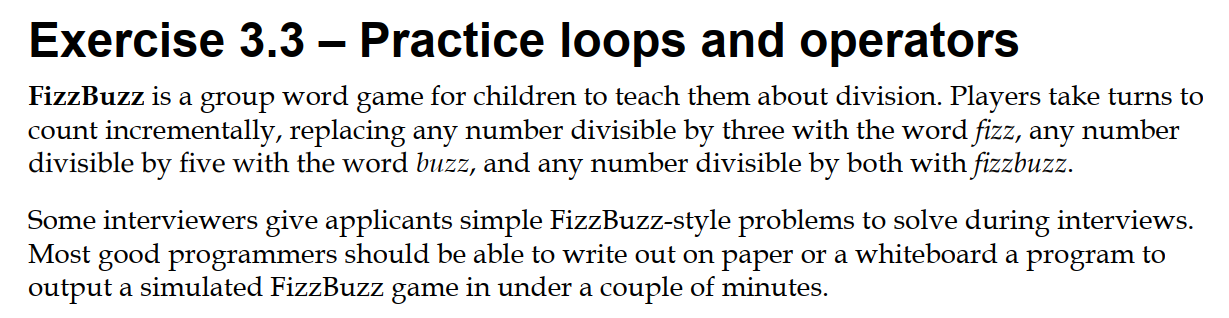 Exercise 3.3 – Practice loops and operators
FizzBuzz is a group word game for children to teach them about division. Players take turns to
count incrementally, replacing any number divisible by three with the word fizz, any number
divisible by five with the word buzz, and any number divisible by both with fizzbuzz.
Some interviewers give applicants simple FizzBuzz-style problems to solve during interviews.
Most good programmers should be able to write out on paper or a whiteboard a program to
output a simulated FizzBuzz game in under a couple of minutes.